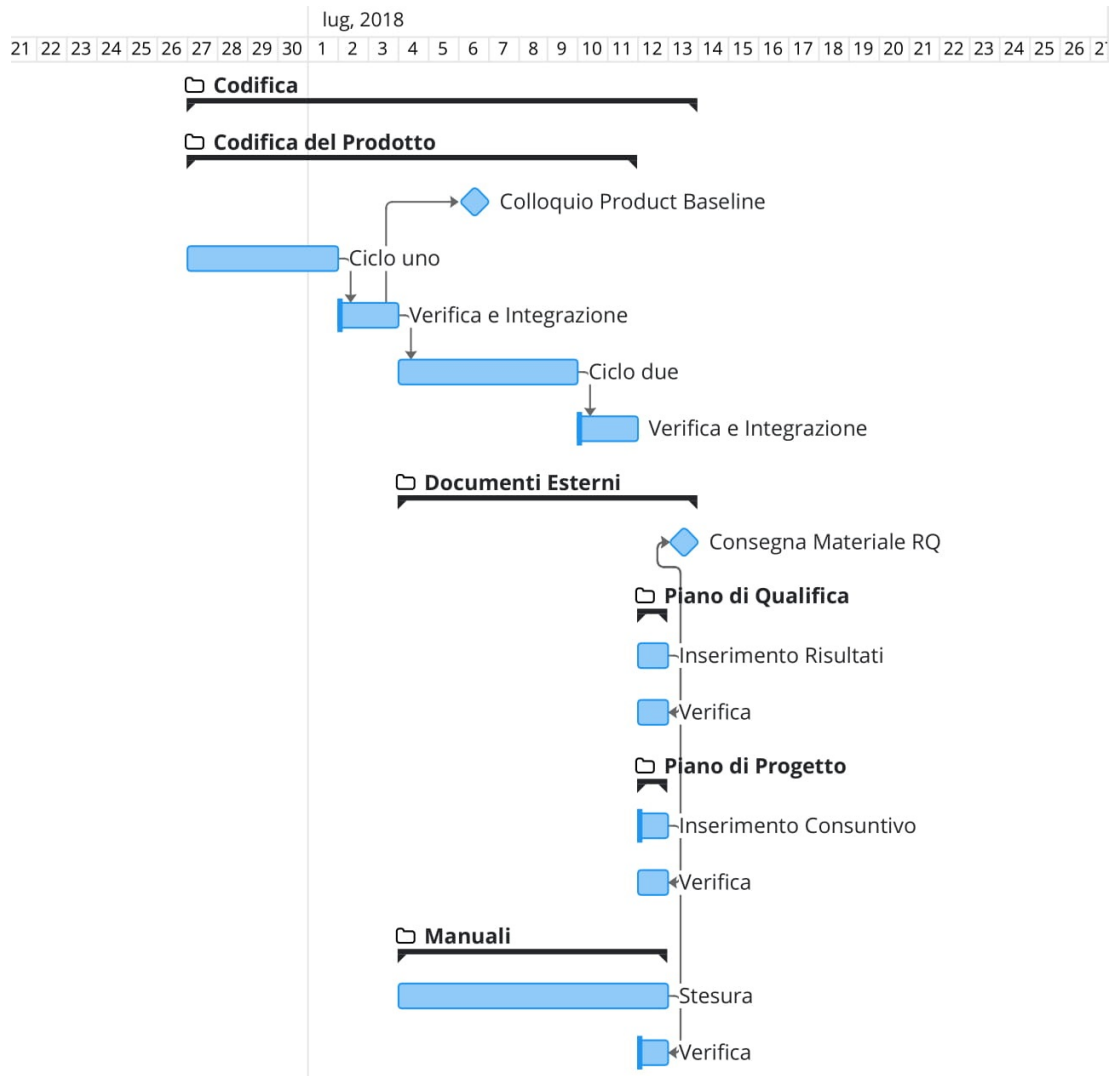 lug, 2018
21 22 23 24 25 26 27 28 29 30 1 2 3 4 5 6 7 8 9 10 11 12 13 14 15 16 17 18 19 20 21 22 23 24 25 26
Codifica
Codifica del Prodotto
Colloquio Product Baseline
Ciclo uno
Verifica e Integrazione
Ciclo due
Verifica e Integrazione
Documenti Esterni
Consegna Materiale RQ
Piano di Qualifica
Inserimento Risultati
Verifica
Piano di Progetto
Inserimento Consuntivo
Verifica
Manuali
Stesura
Verifica